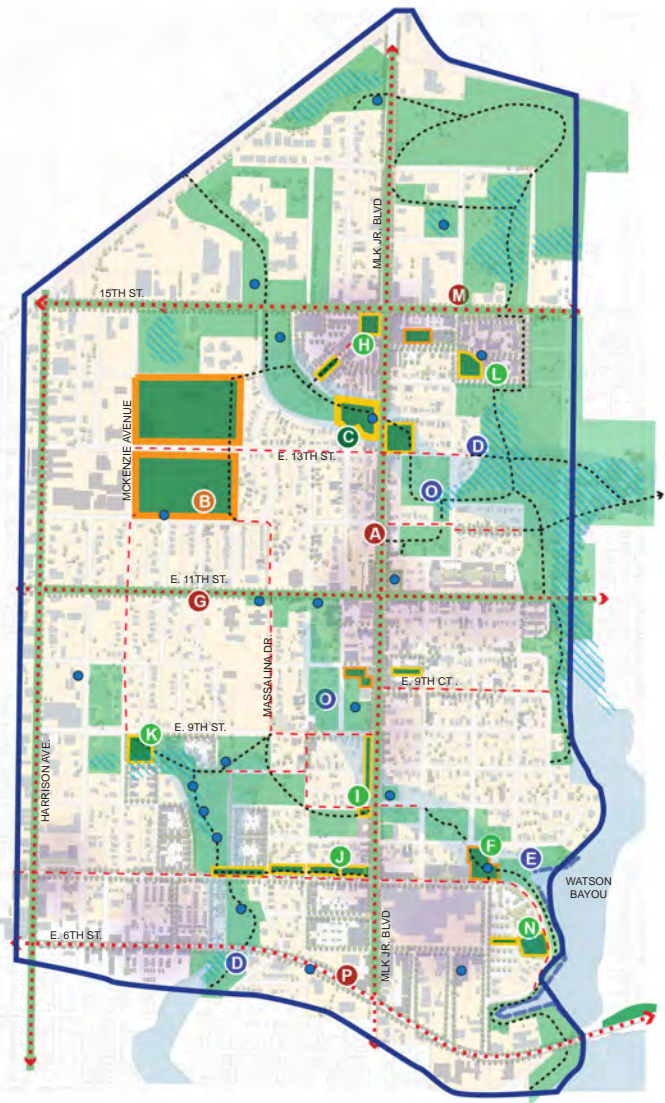 MLK JR. BLVD
15TH ST.
M
H
L
MCKENZIE AVENUE
C
D
E. 13TH ST.
B
O
A
E. 11TH ST.
G
MASSALINA DR.
E. 9TH CT .
O
E. 9TH ST.
K
HARRISON AVE.
I
J
F
E
WATSON
BAYOU
N
E. 6TH ST.
D
P
MLK JR. BLVD